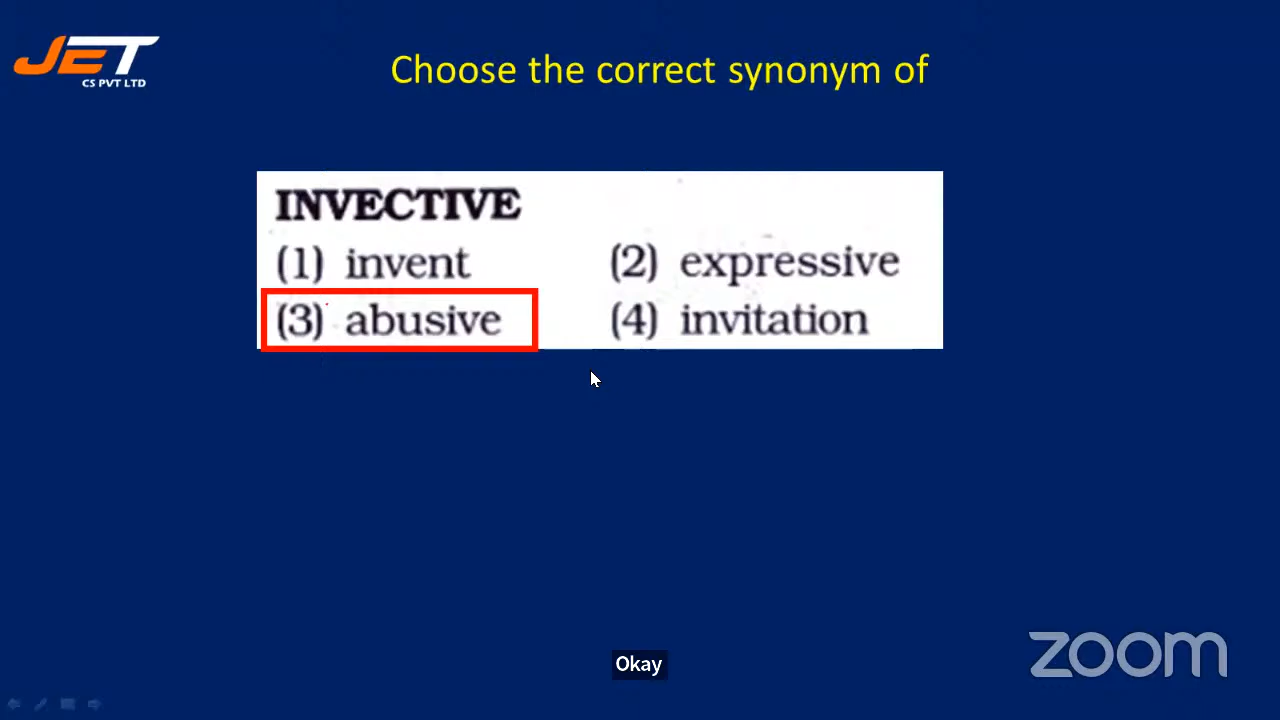 JET
CS PVT LTD
Choose the correct synonym of
INVECTIVE
(1) invent (2) expressive
(3) abusive (4) invitation
Okay
zoom